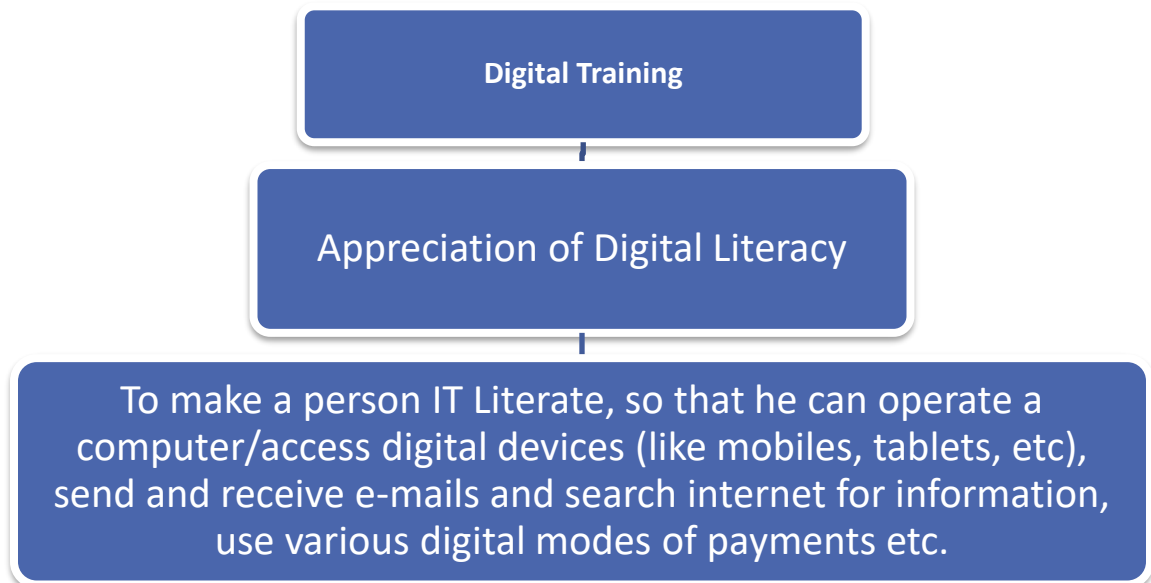 Digital Training
Appreciation of Digital Literacy
To make a person IT Literate, so that he can operate a
computer/access digital devices (like mobiles, tablets, etc),
send and receive e-mails and search internet for information,
use various digital modes of payments etc.